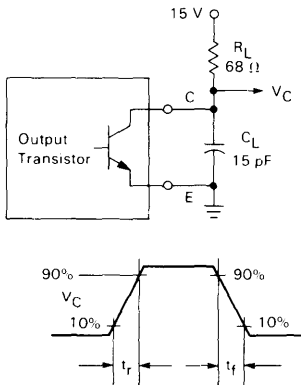 15 V
R_L
68 Ω
C
V_C
Output
Transistor
C_L
15 pF
E
90%
90%
V_C
10%
10%
t_r
t_f